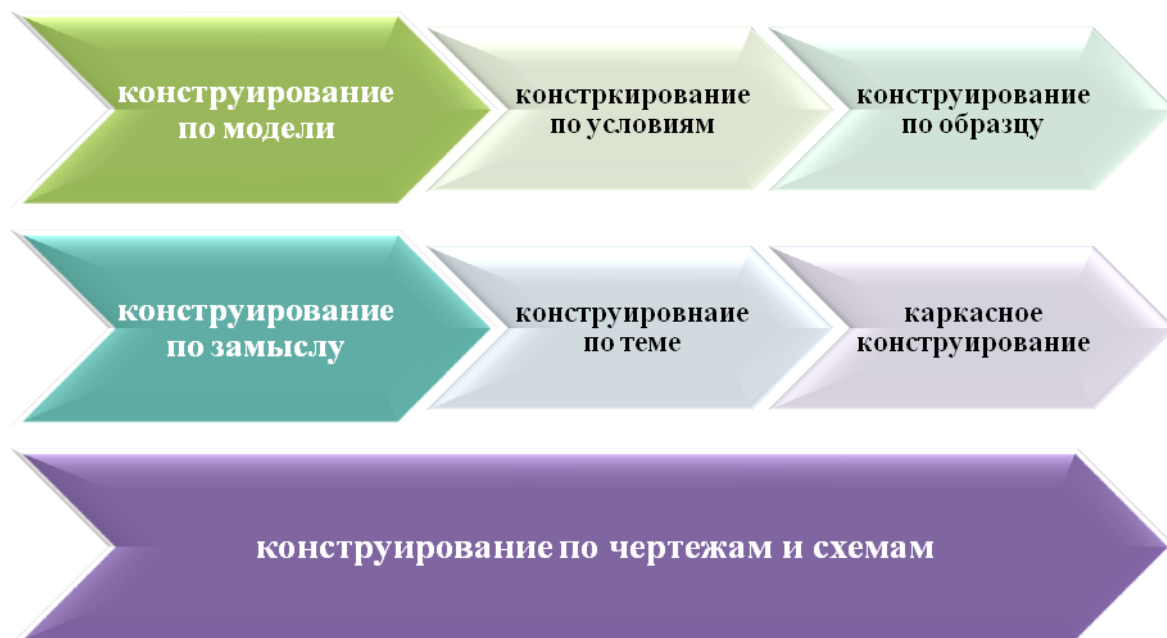 конструирование
по модели
констркирование
по условиям
конструирование
по образцу
конструирование
по замыслу
конструировнаие
по теме
каркасное
конструирование
конструирование по чертежам и схемам